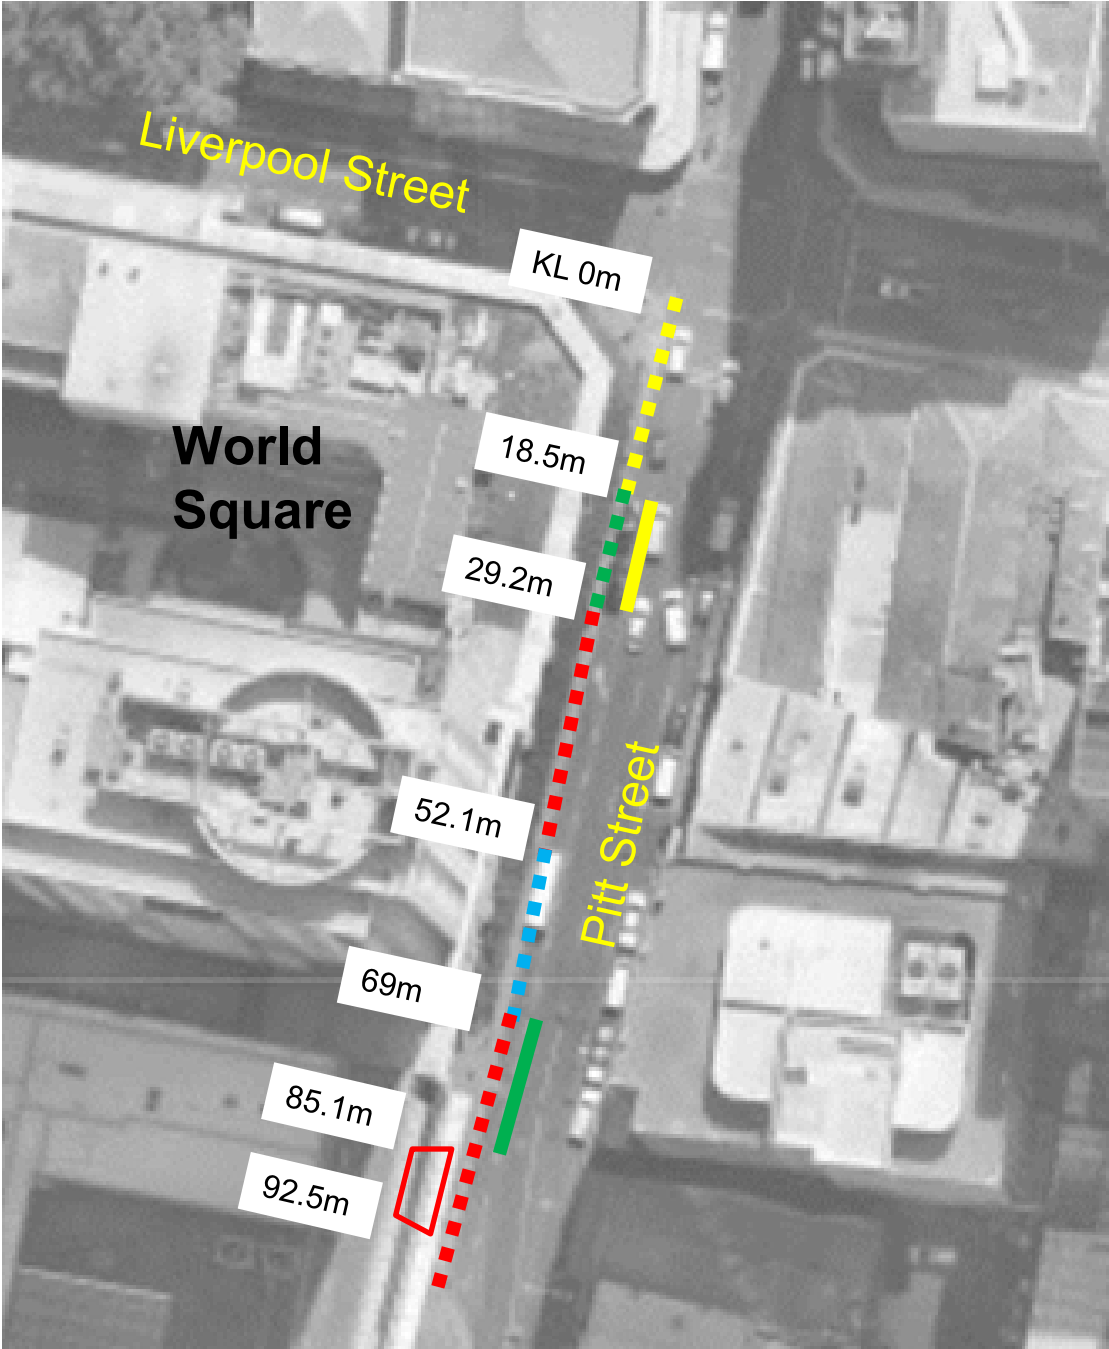 Liverpool Street
KL 0m
18.5m
World
Square
29.2m
Pitt Street
52.1m
69m
85.1m
92.5m